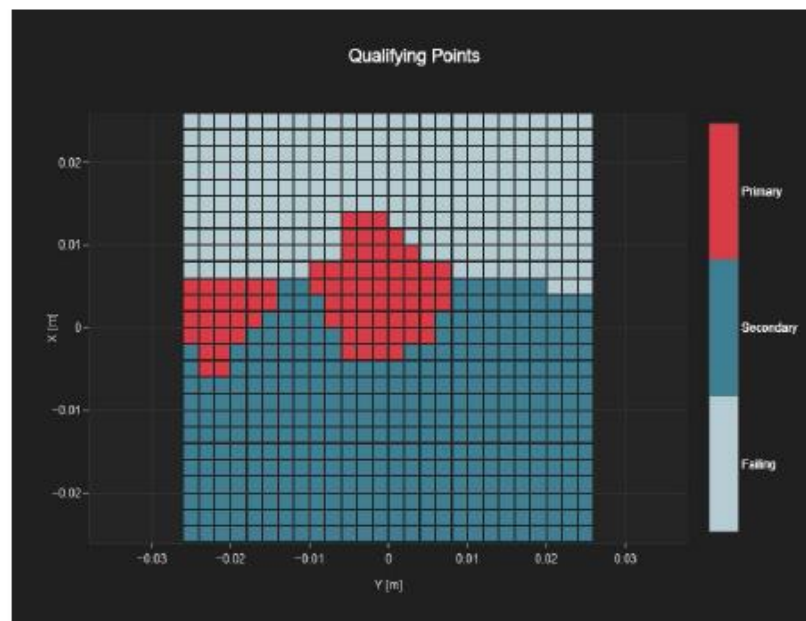 Qualifying Points
0.02
0.01
0
−0.01
−0.02
X [m]
−0.03
−0.02
−0.01
0
0.01
0.02
0.03
Y [m]
Primary
Secondary
Failing